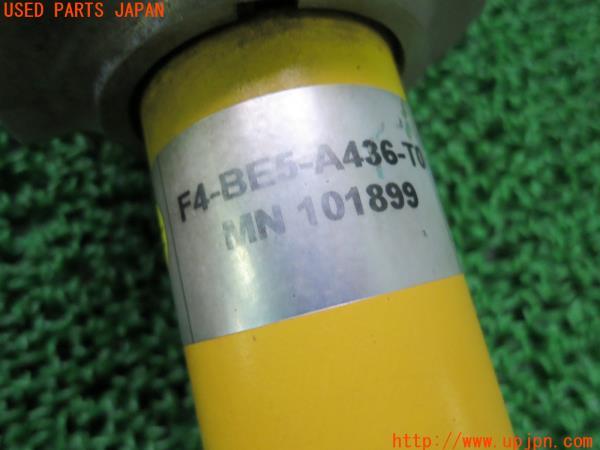 USED PARTS JAPAN
F4-BE5-A436-T0
MN 101899
http://www.upjpn.com/